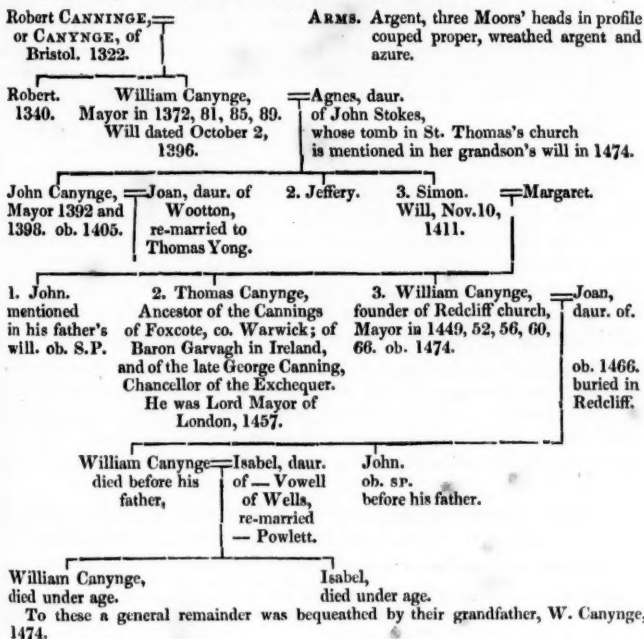 Robert CANNINGE,
or CANYNGE, of
Bristol. 1322.
ARMS. Argent, three Moors' heads in profile
couped proper, wreathed argent and
azure.
Robert.
1340.
William Canynge,
Mayor in 1372, 81, 85, 89.
Will dated October 2,
1396.
Agnes, daur.
of John Stokes,
whose tomb in St. Thomas's church
is mentioned in her grandson's will in 1474.
John Canynge,
Mayor 1392 and
1398. ob. 1405.
Joan, daur. of
Wootton,
re-married to
Thomas Yong.
2. Jeffery.
3. Simon.
Will, Nov. 10,
1411.
Margaret.
1. John.
mentioned
in his father's
will. ob. S.P.
2. Thomas Canynge,
Ancestor of the Cannings
of Foxcote, co. Warwick; of
Baron Garvagh in Ireland,
and of the late George Canning,
Chancellor of the Exchequer.
He was Lord Mayor of
London, 1457.
3. William Canynge,
founder of Redcliff church,
Mayor in 1449, 52, 56, 60,
66. ob. 1474.
Joan,
daur. of.
ob. 1466.
buried in
Redcliff.
William Canynge
died before his
father,
Isabel, daur.
of — Vowell
of Wells,
re-married
— Powlett.
John.
ob. SP.
before his father.
William Canynge,
died under age.
Isabel,
died under age.
To these a general remainder was bequeathed by their grandfather, W. Canynge,
1474.